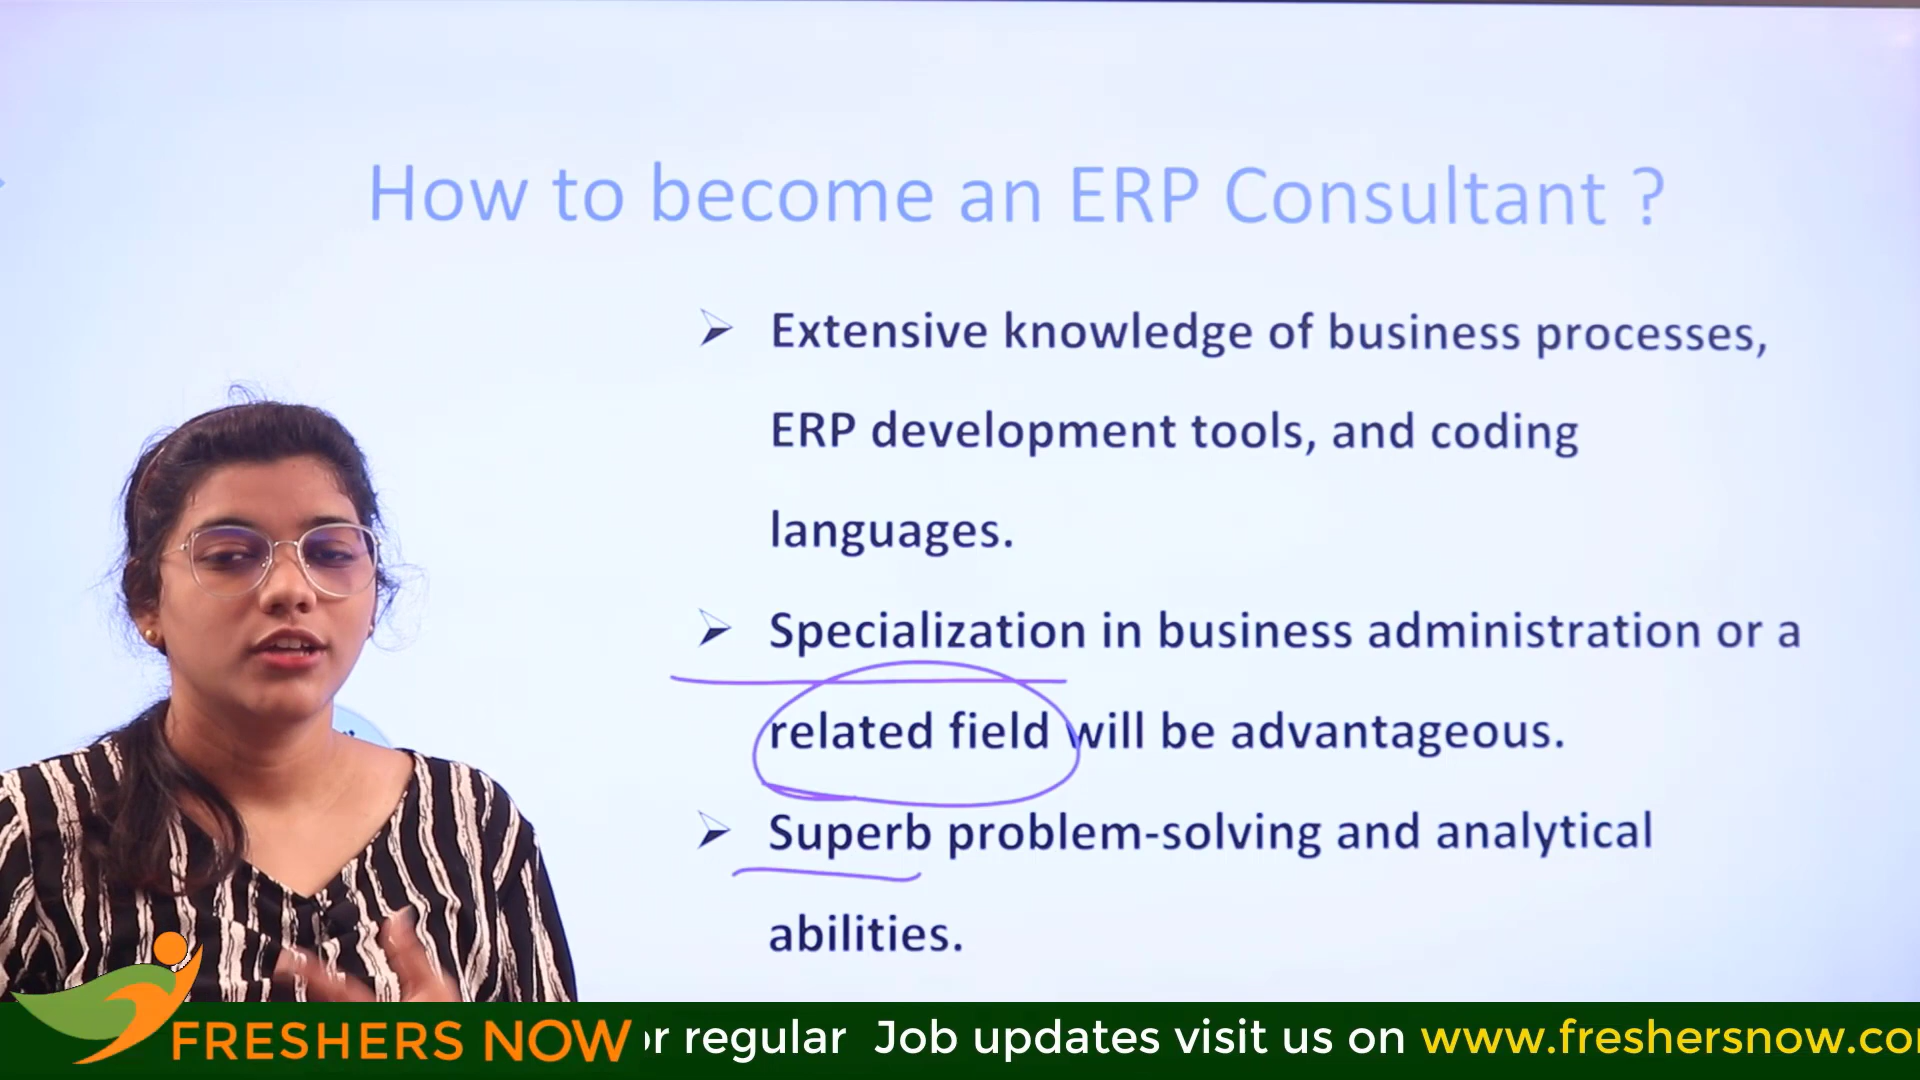 How to become an ERP Consultant ?
Extensive knowledge of business processes,
ERP development tools, and coding
languages.
Specialization in business administration or a
related field will be advantageous.
Superb problem-solving and analytical
abilities.
FRESHERS NOW
regular Job updates visit us on www.freshersnow.co